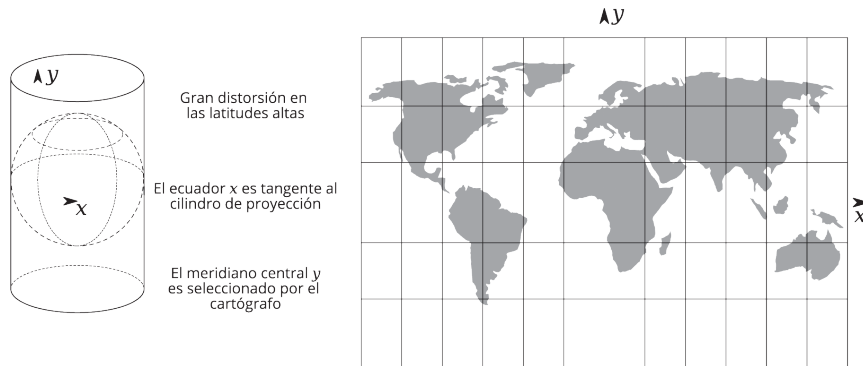 y
Gran distorsión en
las latitudes altas
El ecuador x es tangente al
cilindro de proyección
x
El meridiano central y
es seleccionado por el
cartógrafo
y
x